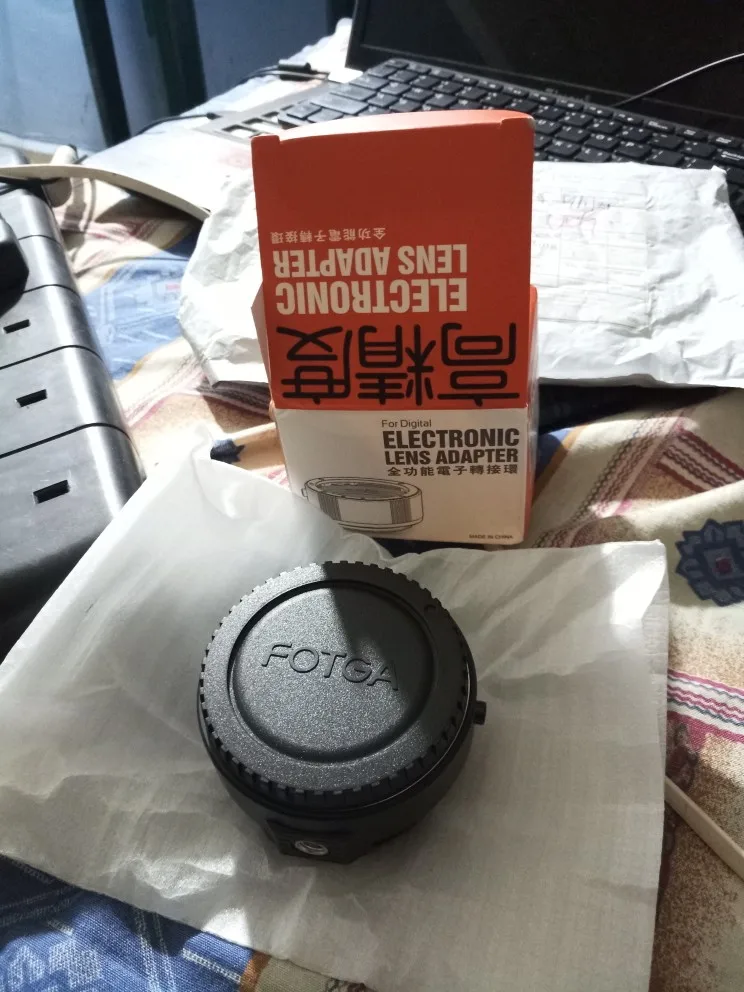 全功能電子轉接環
ELECTRONIC
LENS ADAPTER
高精度
For Digital
ELECTRONIC
LENS ADAPTER
全功能電子轉接環
MADE IN CHINA
FOTGA